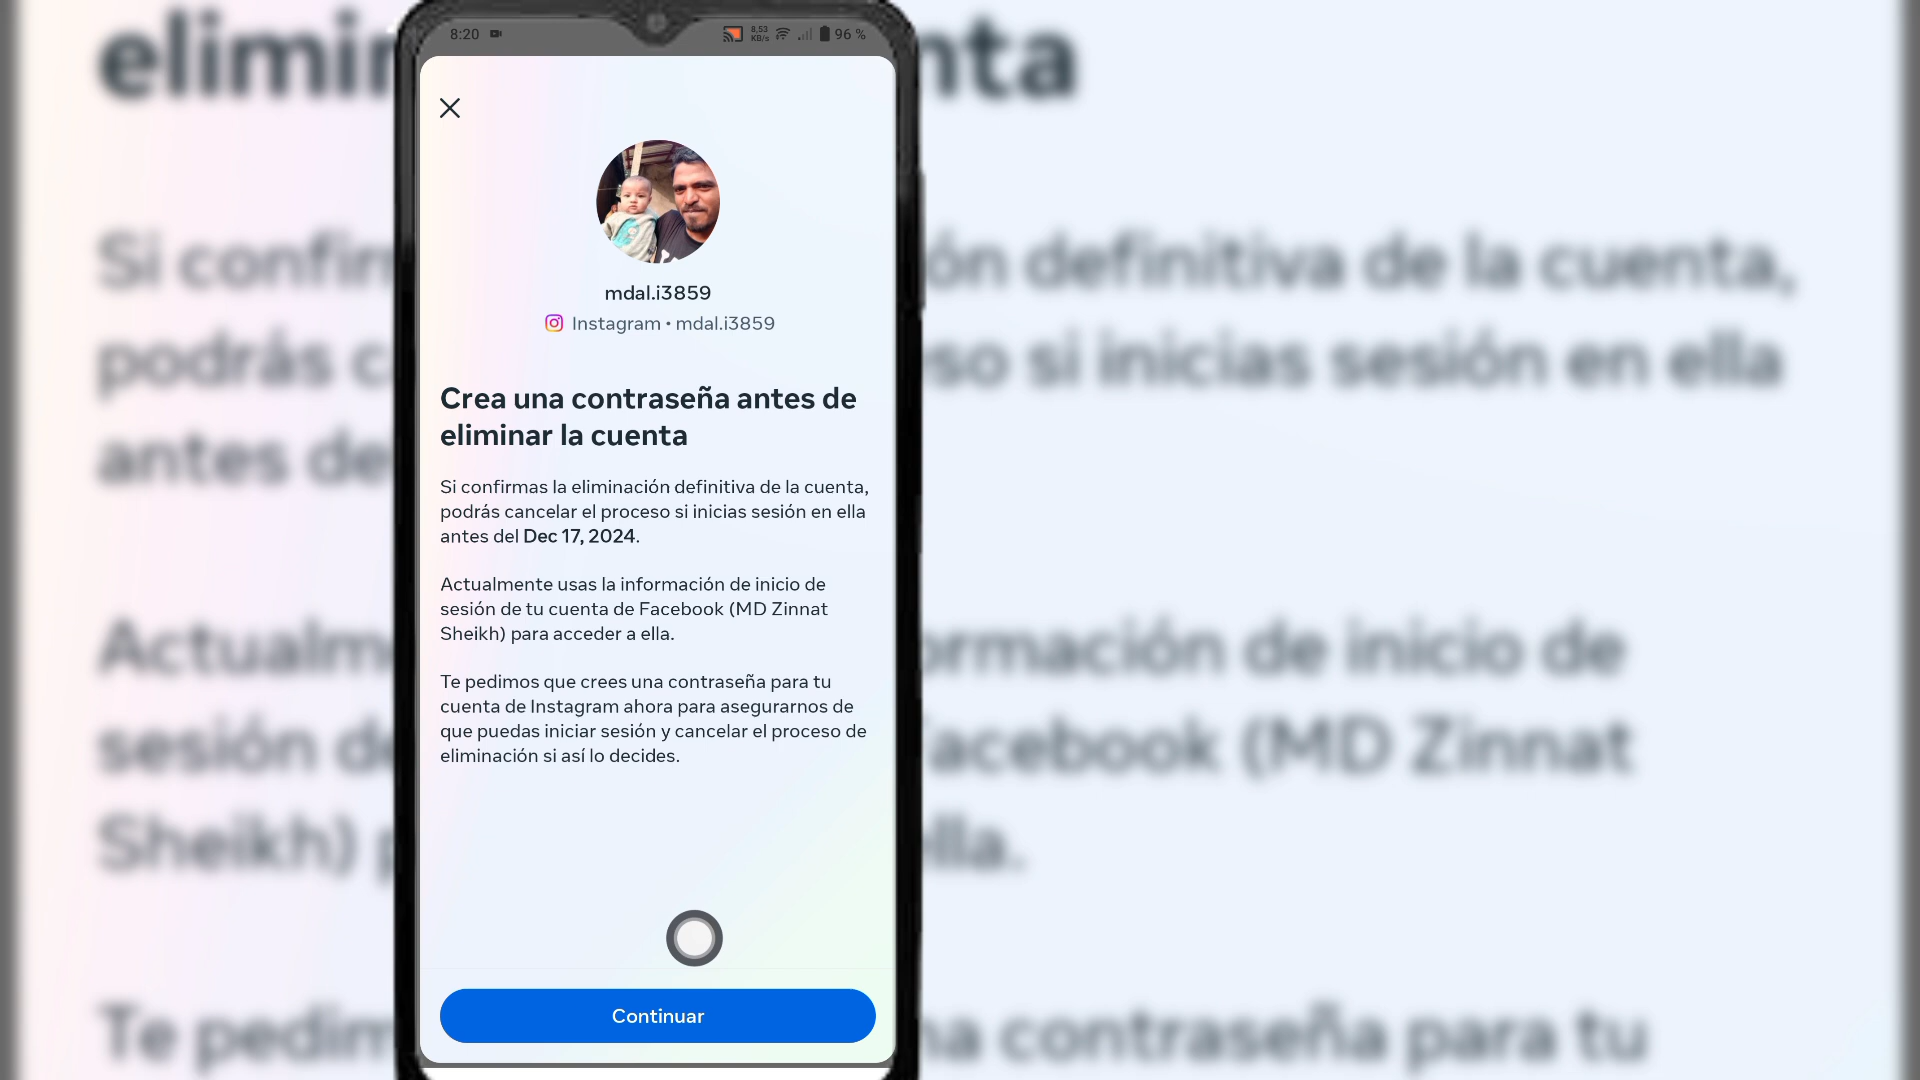 8:20
8,53
KB/s
96 %
mdal.i3859
Instagram • mdal.i3859
Crea una contraseña antes de
eliminar la cuenta
Si confirmas la eliminación definitiva de la cuenta,
podrás cancelar el proceso si inicias sesión en ella
antes del Dec 17, 2024.
Actualmente usas la información de inicio de
sesión de tu cuenta de Facebook (MD Zinnat
Sheikh) para acceder a ella.
Te pedimos que crees una contraseña para tu
cuenta de Instagram ahora para asegurarnos de
que puedas iniciar sesión y cancelar el proceso de
eliminación si así lo decides.
Continuar